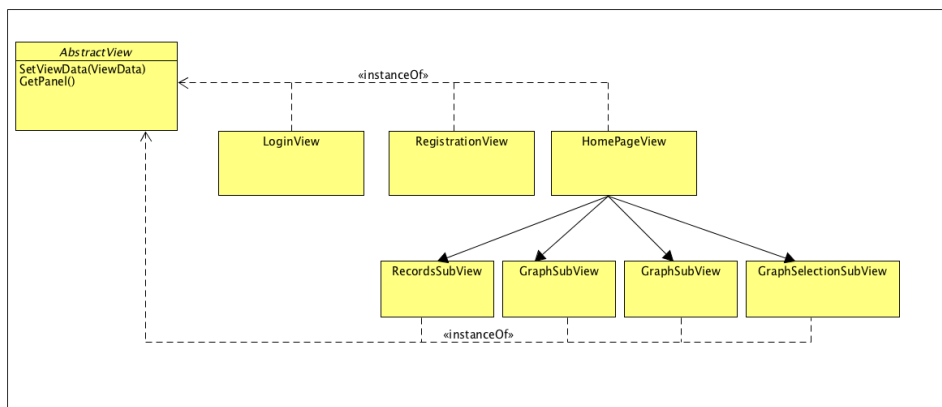 AbstractView
SetViewData(ViewData)
GetPanel()
«instanceOf»
LoginView
RegistrationView
HomePageView
RecordsSubView
GraphSubView
GraphSubView
GraphSelectionSubView
«instanceOf»